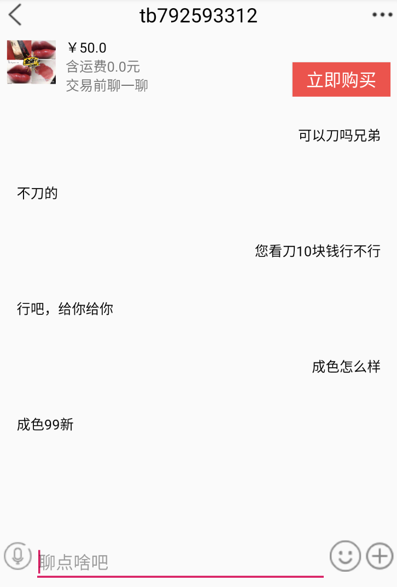 tb792593312
￥50.0
含运费0.0元
交易前聊一聊
立即购买
可以刀吗兄弟
不刀的
您看刀10块钱行不行
行吧，给你给你
成色怎么样
成色99新
聊点啥吧